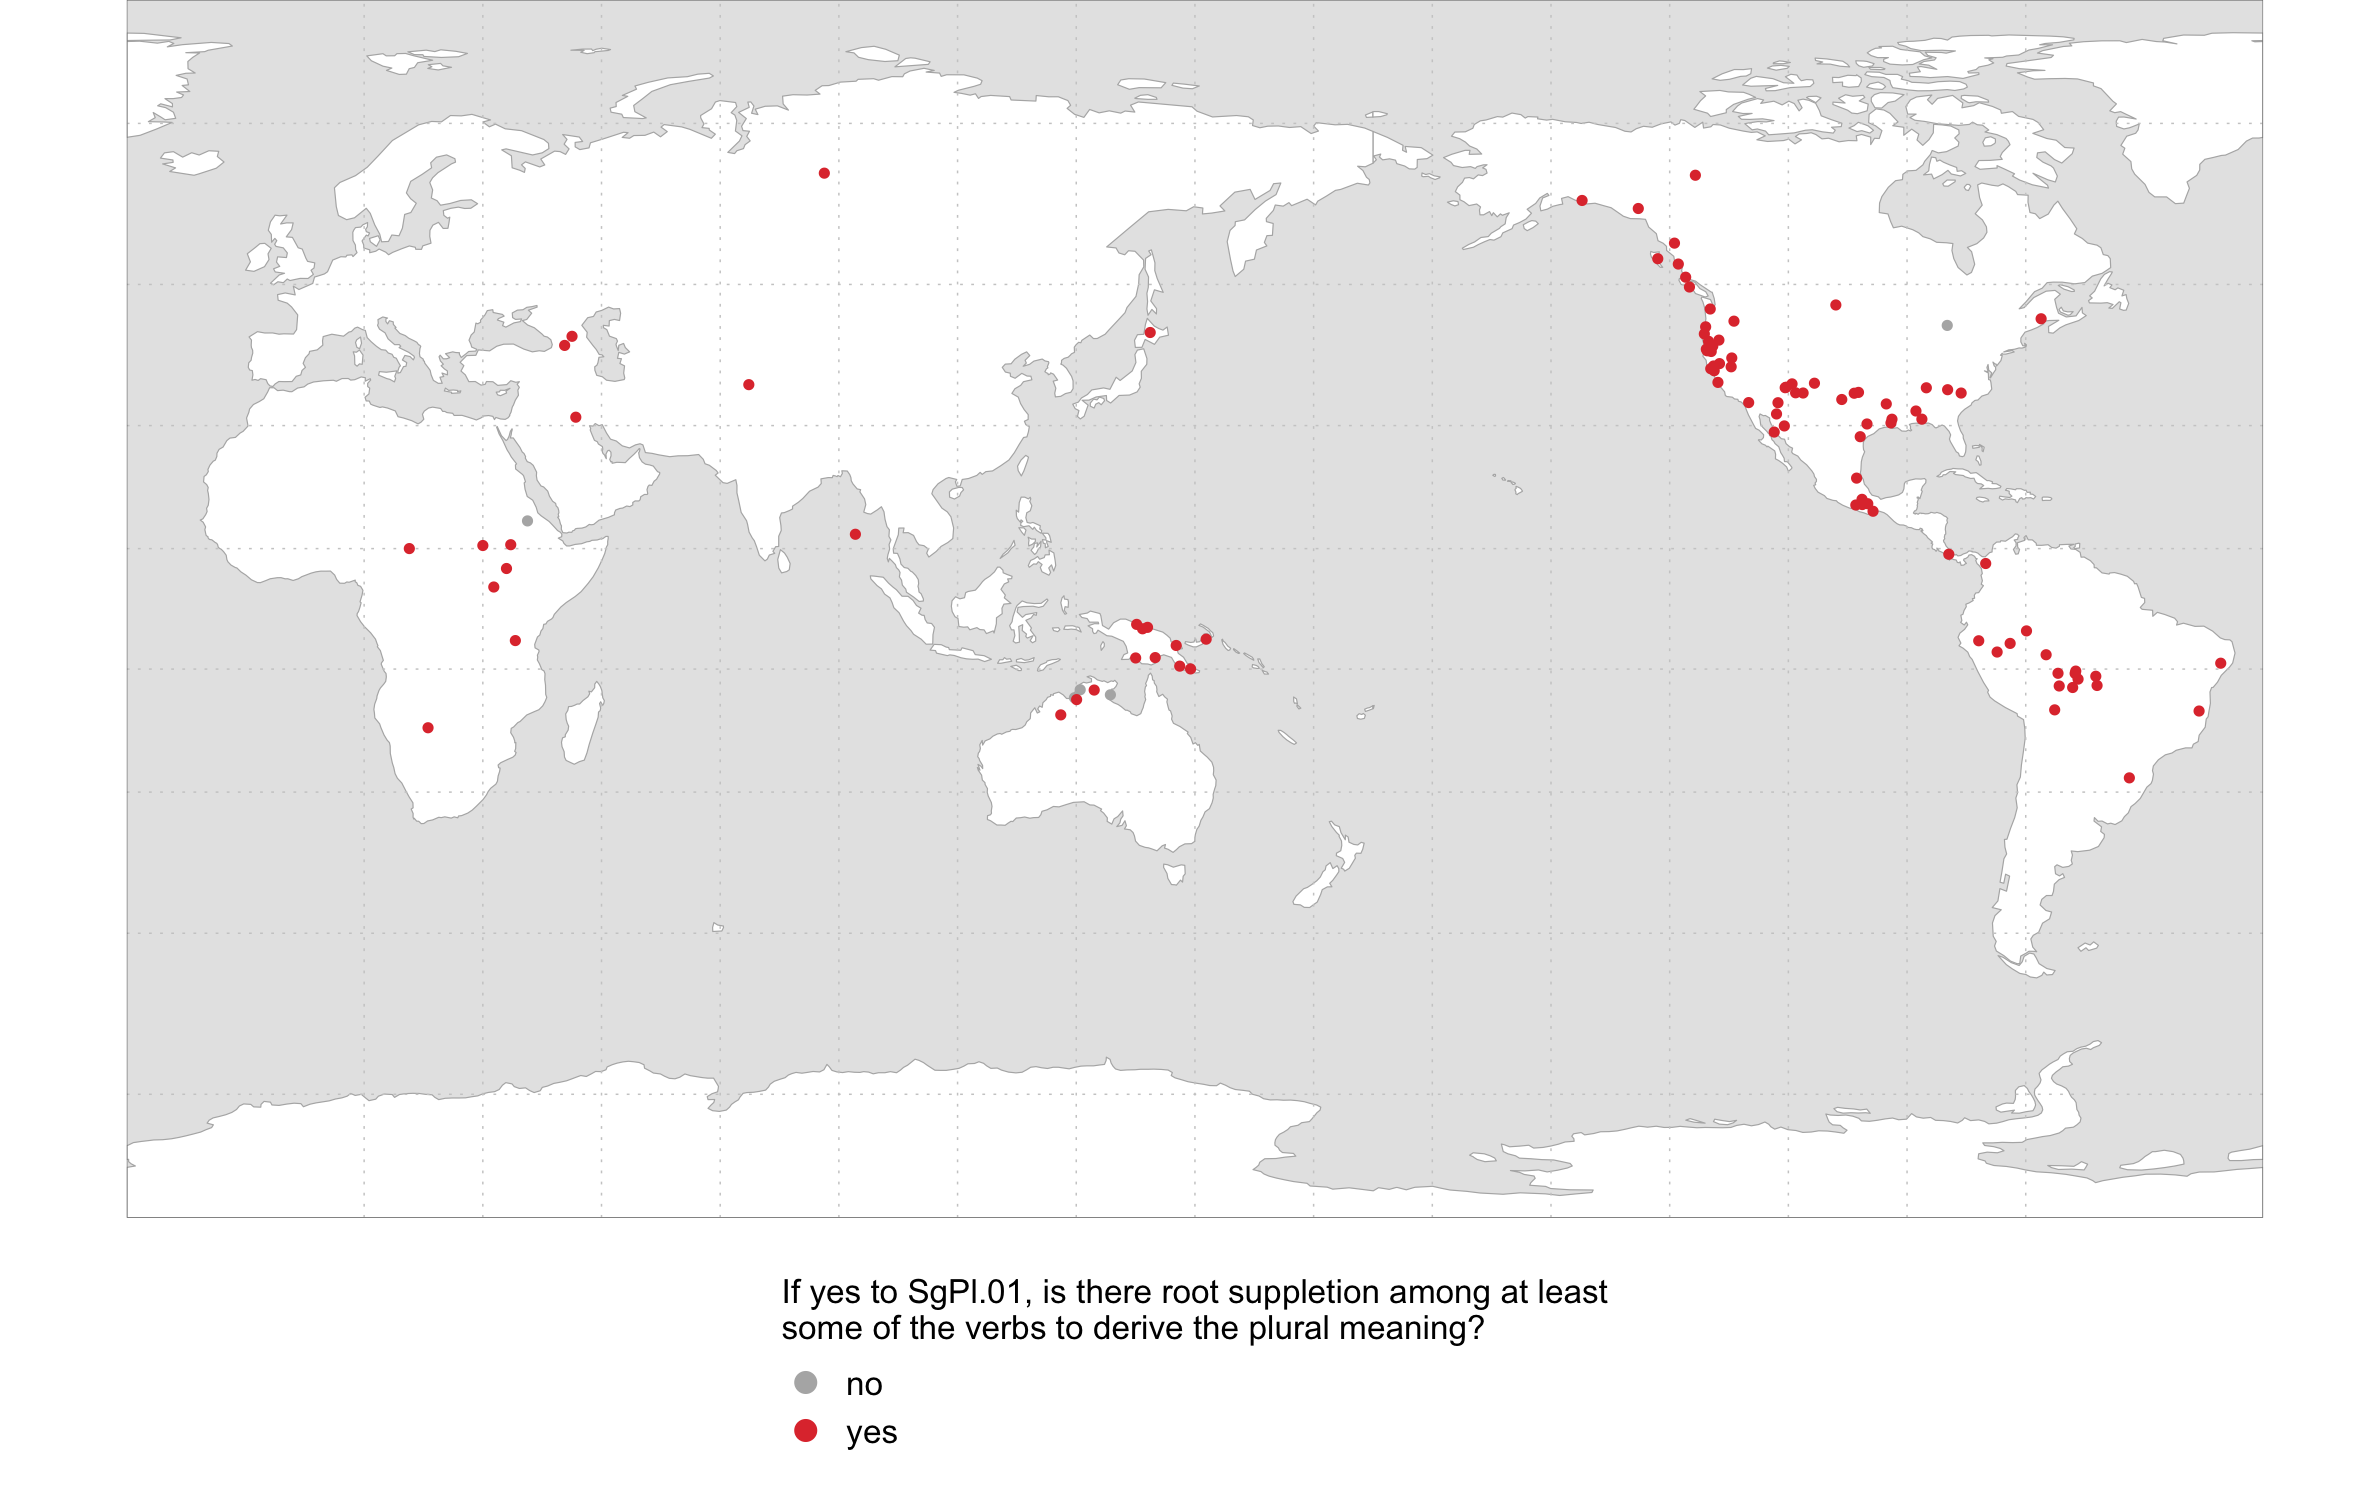 If yes to SgPl.01, is there root suppletion among at least
some of the verbs to derive the plural meaning?
no
yes